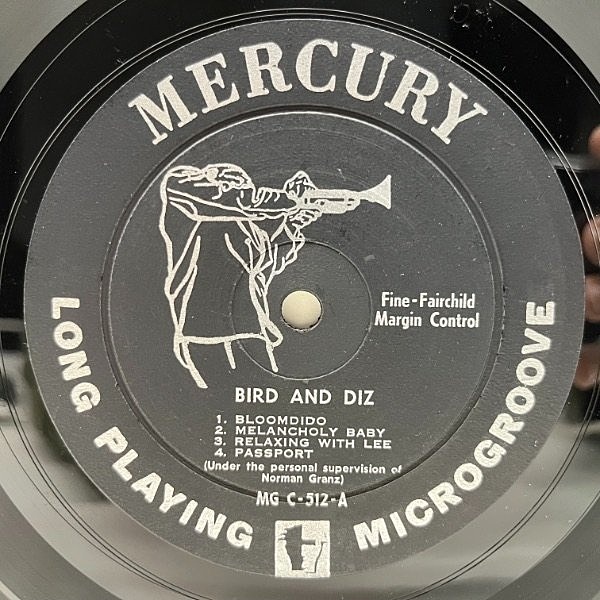 MERCURY
Fine-Fairchild
Margin Control
BIRD AND DIZ
1. BLOOMDIDO
2. MELANCHOLY BABY
3. RELAXING WITH LEE
4. PASSPORT
(Under the personal supervision of
Norman Granz)
MG C-512-A
LONG PLAYING MICROGROOVE